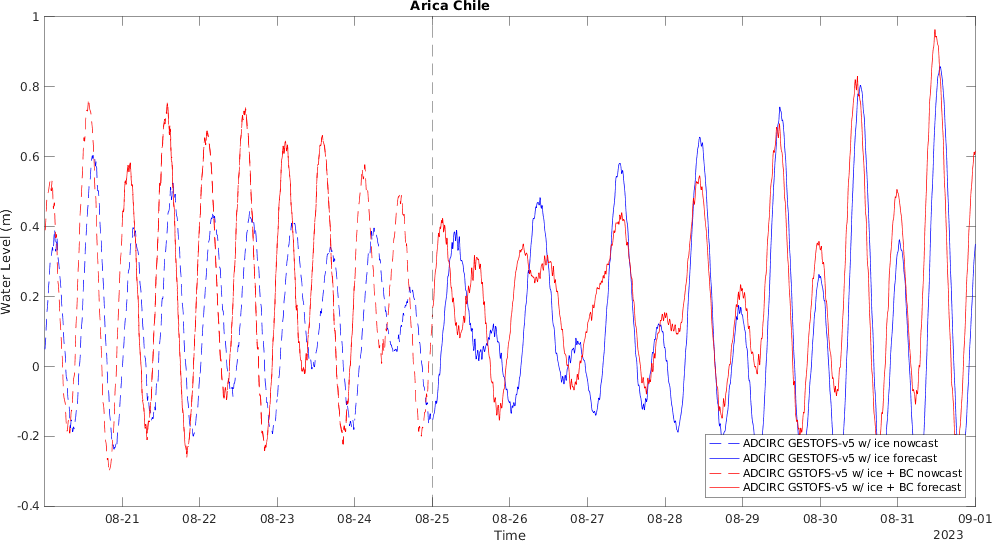 Arica Chile
1
0.8
0.6
0.4
0.2
0
-0.2
-0.4
Water Level (m)
ADCIRC GESTOFS-v5 w/ ice nowcast
ADCIRC GESTOFS-v5 w/ ice forecast
ADCIRC GSTOFS-v5 w/ ice + BC nowcast
ADCIRC GSTOFS-v5 w/ ice + BC forecast
08-21 08-22 08-23 08-24 08-25 08-26 08-27 08-28 08-29 08-30 08-31 09-01
Time
2023